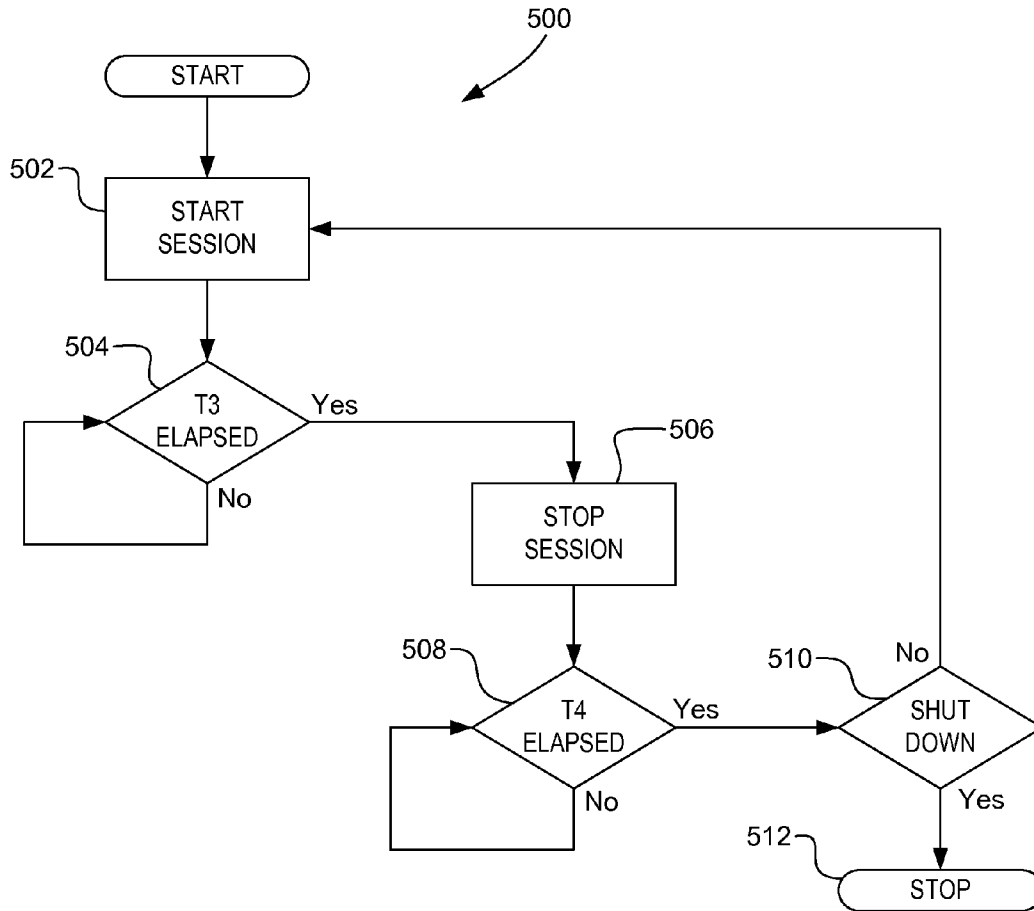 500
START
502
START
SESSION
504
T3
ELAPSED
Yes
No
506
STOP
SESSION
508
T4
ELAPSED
Yes
No
510
No
SHUT
DOWN
Yes
512
STOP